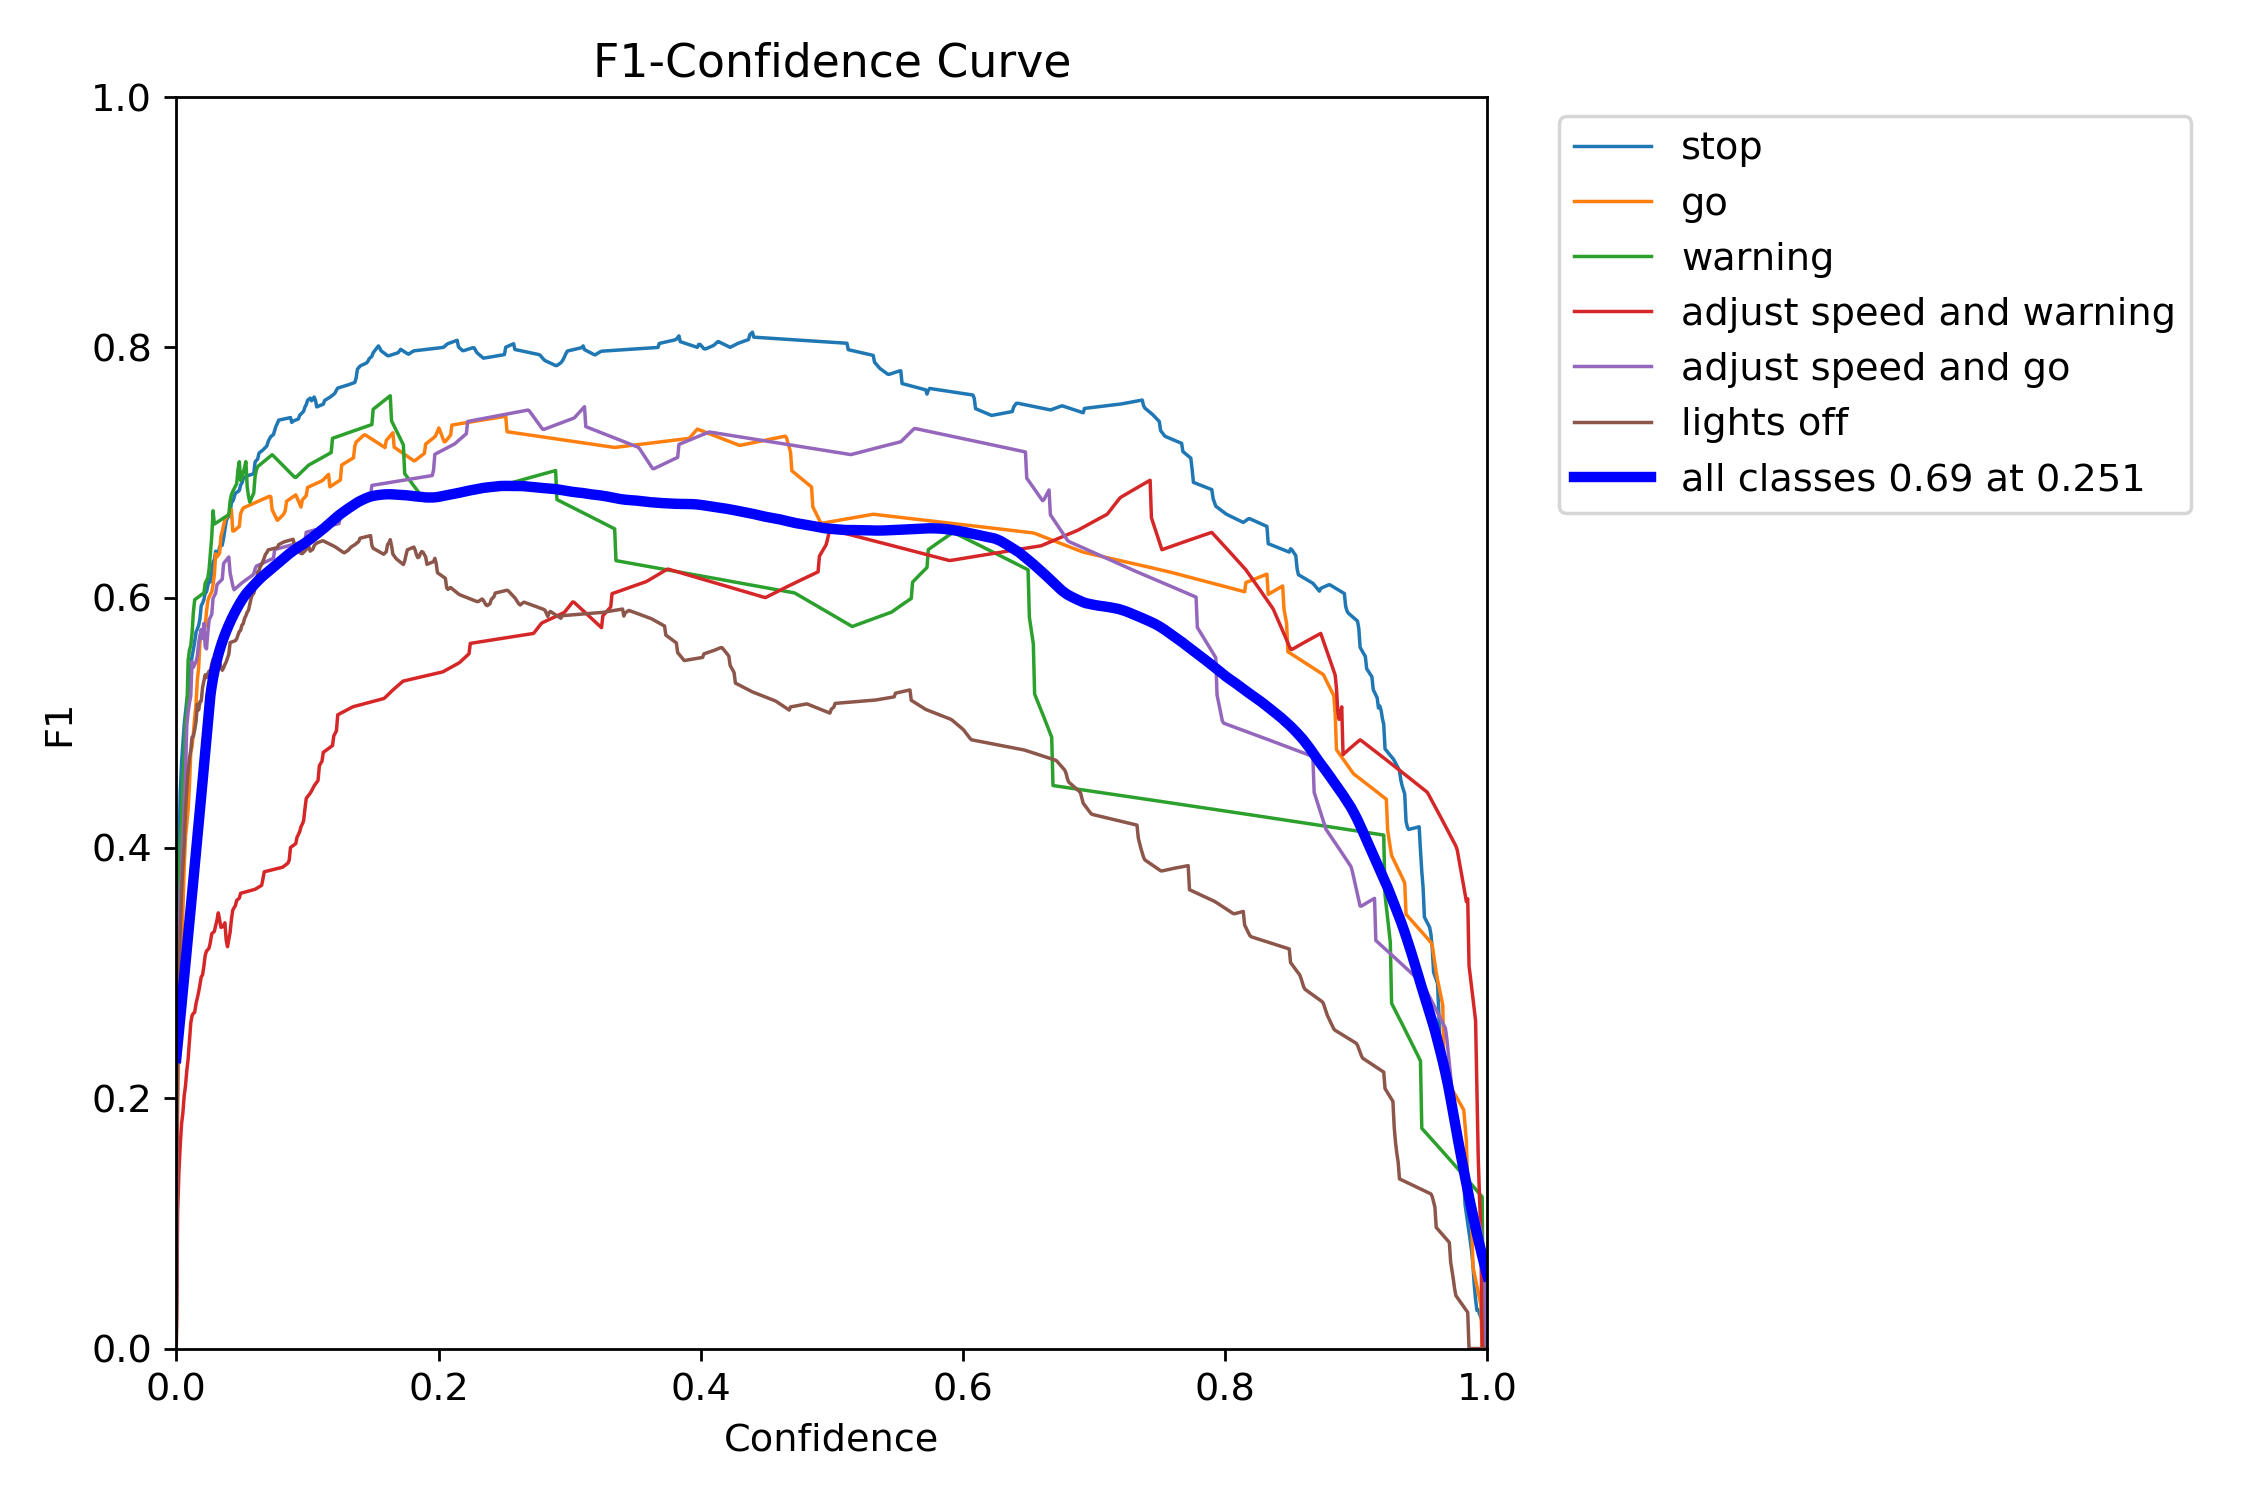 F1-Confidence Curve
1.0
0.8
0.6
0.4
0.2
0.0
F1
0.0 0.2 0.4 0.6 0.8 1.0
Confidence
stop
go
warning
adjust speed and warning
adjust speed and go
lights off
all classes 0.69 at 0.251